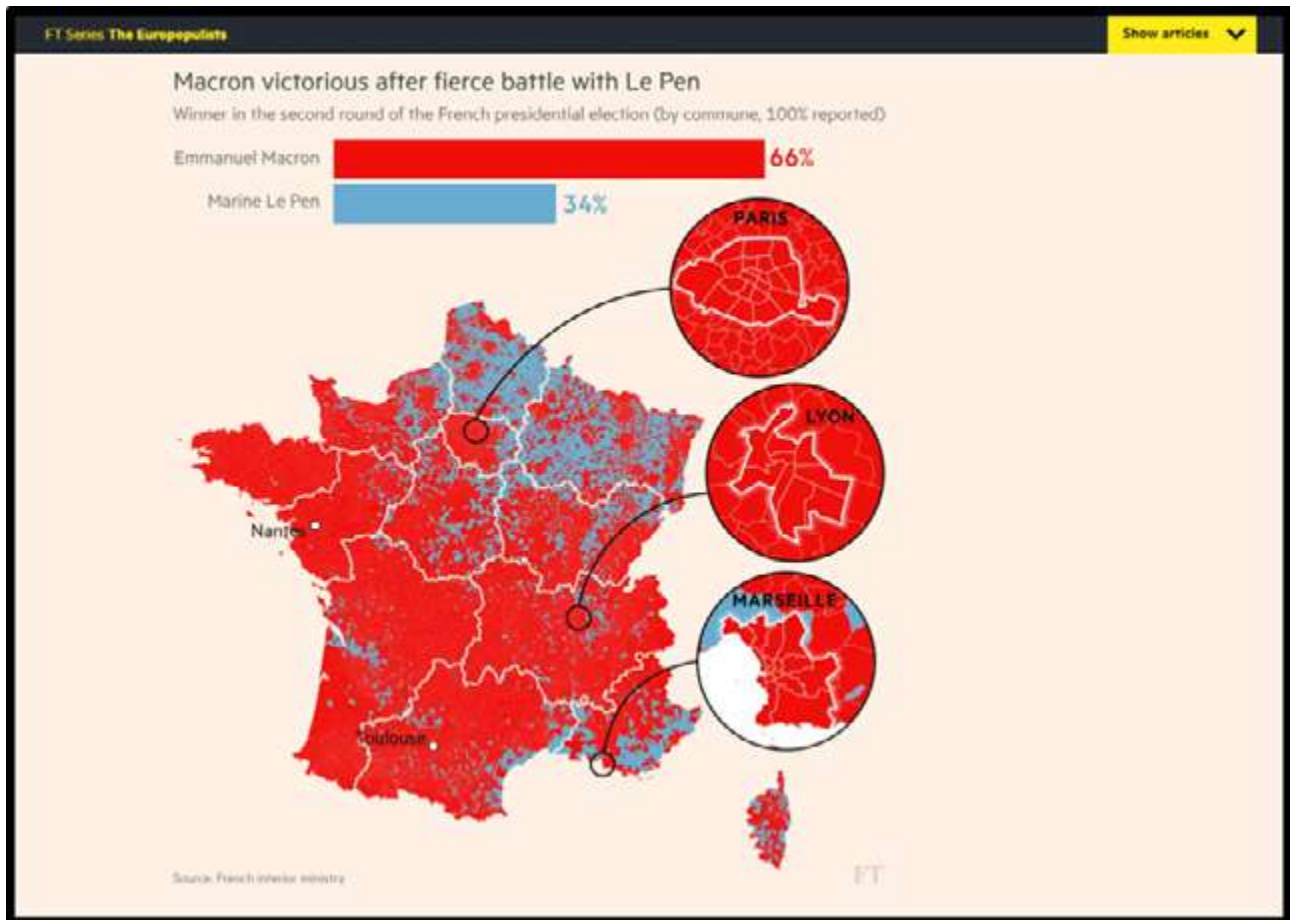 FT Series The Europopulists
Show articles
Macron victorious after fierce battle with Le Pen
Winner in the second round of the French presidential election (by commune, 100% reported)
Emmanuel Macron 66%
Marine Le Pen 34%
PARIS
LYON
Nantes
MARSEILLE
Toulouse
Source: French interior ministry
FT